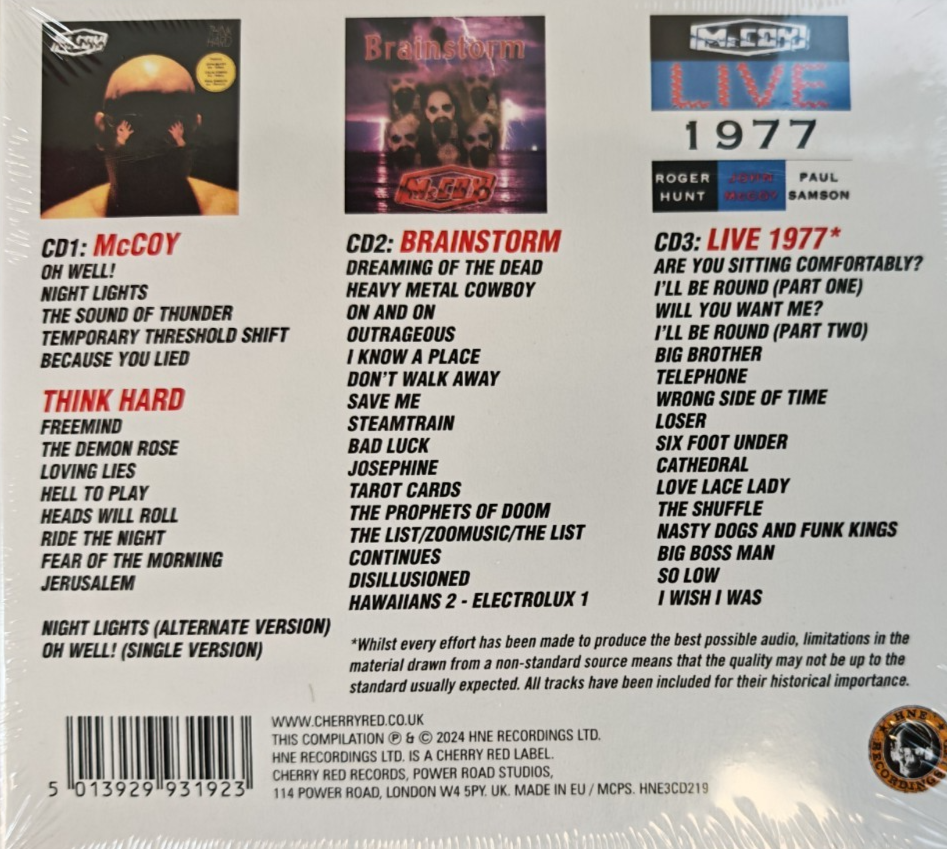 THINK
HARD
Brainstorm
McCOY
McCOY
LIVE
1977
ROGER
HUNT
JOHN
McCOY
PAUL
SAMSON
CD1: McCOY
OH WELL!
NIGHT LIGHTS
THE SOUND OF THUNDER
TEMPORARY THRESHOLD SHIFT
BECAUSE YOU LIED
THINK HARD
FREEMIND
THE DEMON ROSE
LOVING LIES
HELL TO PLAY
HEADS WILL ROLL
RIDE THE NIGHT
FEAR OF THE MORNING
JERUSALEM
NIGHT LIGHTS (ALTERNATE VERSION)
OH WELL! (SINGLE VERSION)
CD2: BRAINSTORM
DREAMING OF THE DEAD
HEAVY METAL COWBOY
ON AND ON
OUTRAGEOUS
I KNOW A PLACE
DON'T WALK AWAY
SAVE ME
STEAMTRAIN
BAD LUCK
JOSEPHINE
TAROT CARDS
THE PROPHETS OF DOOM
THE LIST/ZOOMUSIC/THE LIST
CONTINUES
DISILLUSIONED
HAWAIIANS 2 - ELECTROLUX 1
CD3: LIVE 1977*
ARE YOU SITTING COMFORTABLY?
I'LL BE ROUND (PART ONE)
WILL YOU WANT ME?
I'LL BE ROUND (PART TWO)
BIG BROTHER
TELEPHONE
WRONG SIDE OF TIME
LOSER
SIX FOOT UNDER
CATHEDRAL
LOVE LACE LADY
THE SHUFFLE
NASTY DOGS AND FUNK KINGS
BIG BOSS MAN
SO LOW
I WISH I WAS
*Whilst every effort has been made to produce the best possible audio, limitations in the
material drawn from a non-standard source means that the quality may not be up to the
standard usually expected. All tracks have been included for their historical importance.
5 013929 931923
WWW.CHERRYRED.CO.UK
THIS COMPILATION ℗ & © 2024 HNE RECORDINGS LTD.
HNE RECORDINGS LTD. IS A CHERRY RED LABEL.
CHERRY RED RECORDS, POWER ROAD STUDIOS,
114 POWER ROAD, LONDON W4 5PY. UK. MADE IN EU / MCPS. HNE3CD219
HNE
RECORDINGS